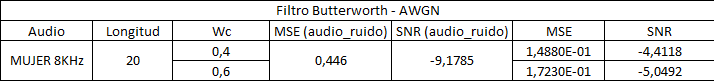 Filtro Butterworth - AWGN
Audio Longitud Wc MSE (audio_ruido) SNR (audio_ruido) MSE SNR
MUJER 8KHz 20 0,4 0,446 -9,1785 1,4880E-01 -4,4118
0,6 1,7230E-01 -5,0492